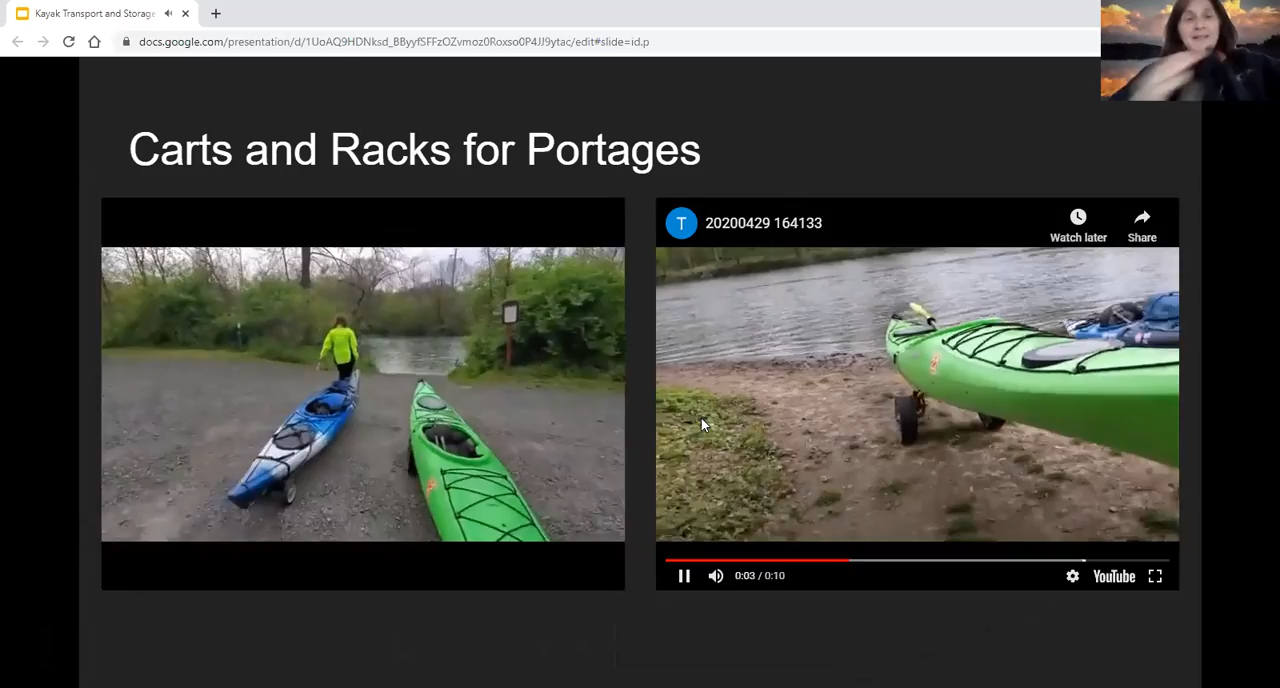 Kayak Transport and Storage
docs.google.com/presentation/d/1UoAQ9HDNksd_BByyfSFFzOZvmoz0Roxso0P4JJ9ytac/edit#slide=id.p
Carts and Racks for Portages
T
20200429 164133
Watch later
Share
0:03 / 0:10
YouTube